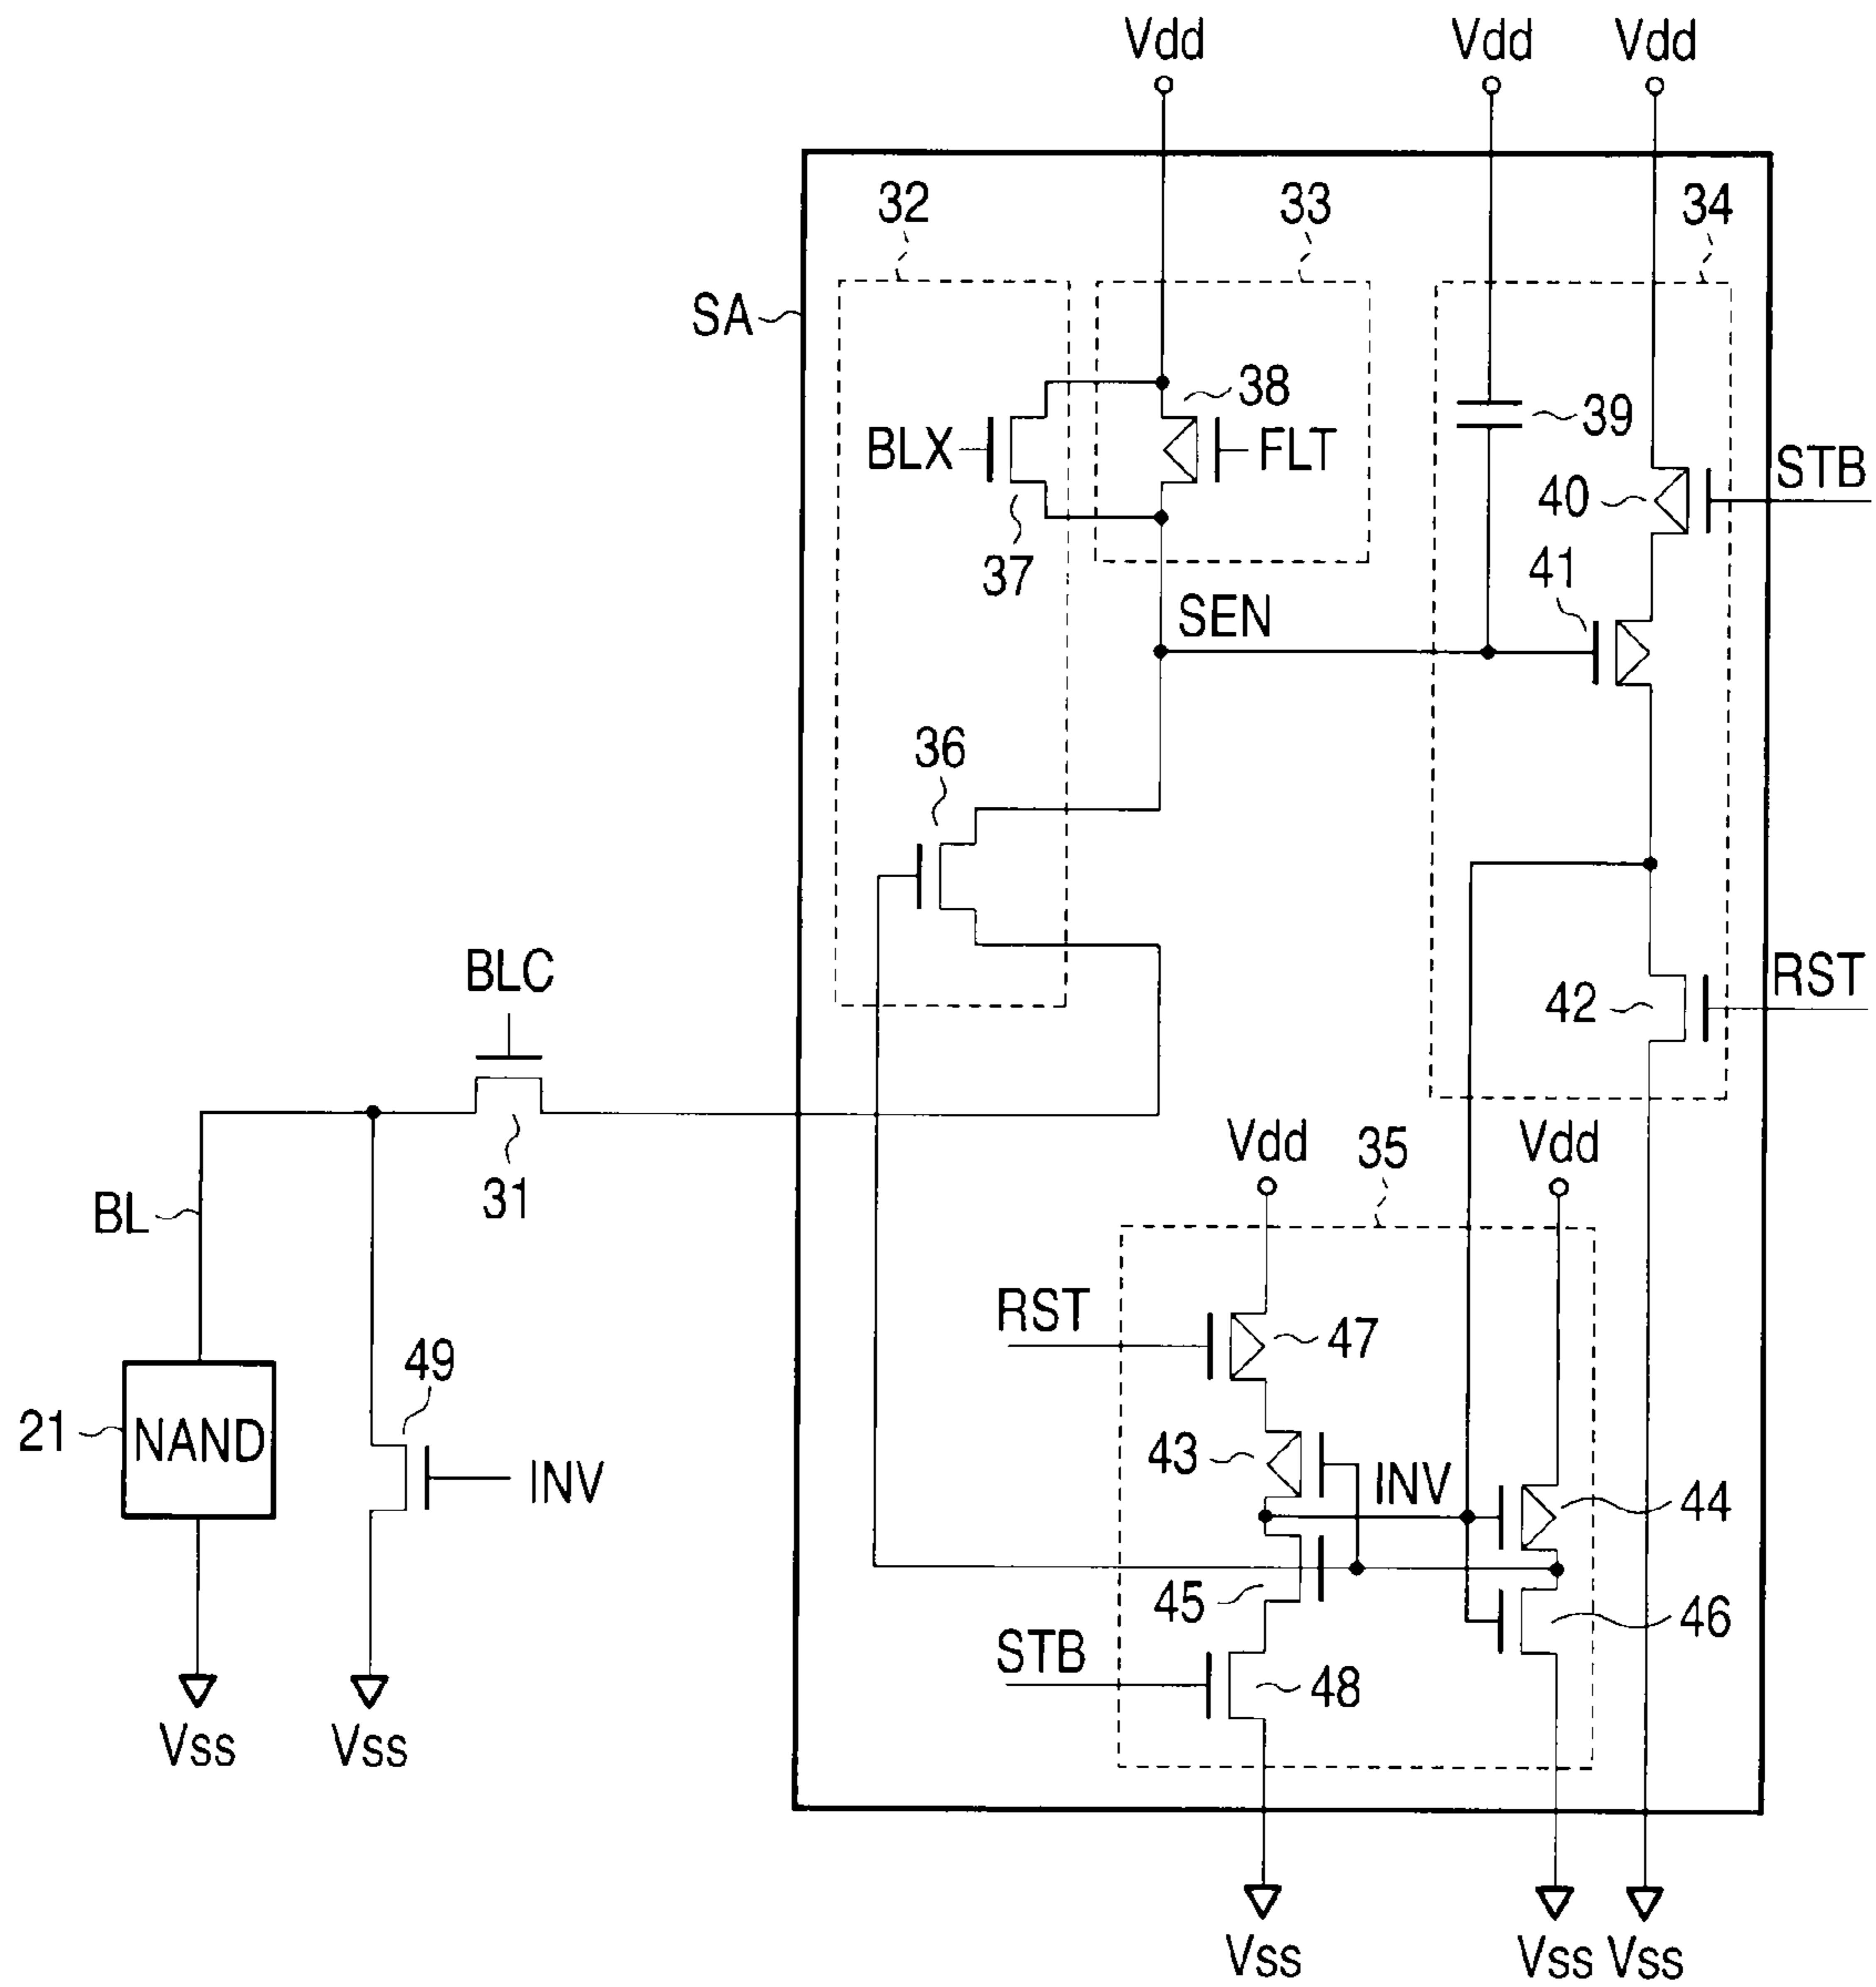 Vdd Vdd Vdd
32 33 34
SA
38
BLX FLT
39
STB
40
37
41
SEN
36
BLC
RST
42
31
Vdd Vdd
35
BL
RST
47
49
21 NAND
43
INV
INV
44
45
46
STB
48
Vss Vss
Vss Vss Vss